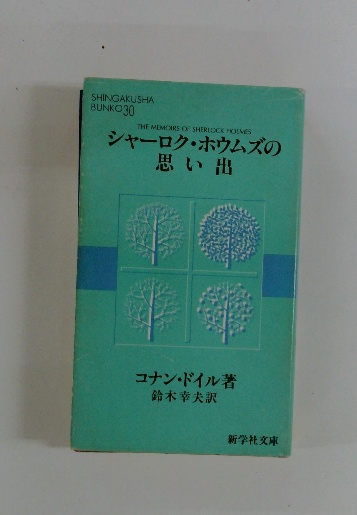 SHINGAKUSHA
BUNKO 30
THE MEMOIRS OF SHERLOCK HOLMES
シャーロク・ホウムズの
思い出
コナン・ドイル著
鈴木幸夫訳
新学社文庫